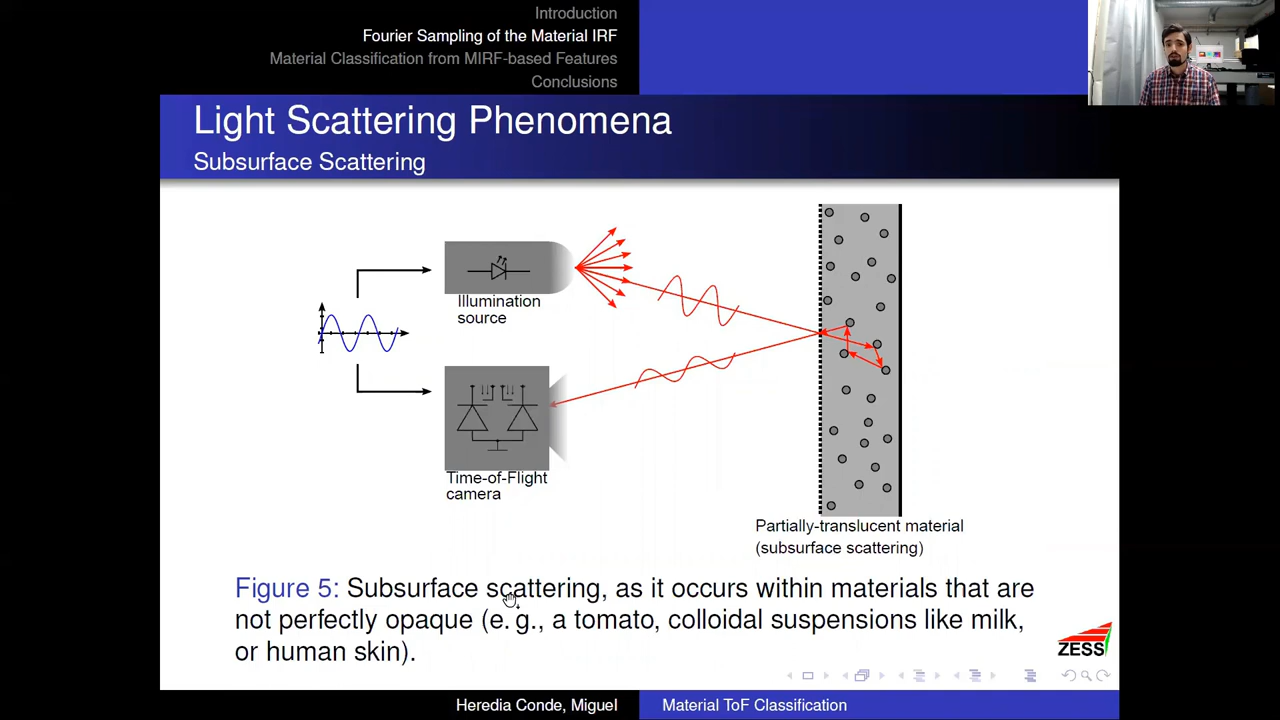 Introduction
Fourier Sampling of the Material IRF
Material Classification from MIRF-based Features
Conclusions
Light Scattering Phenomena
Subsurface Scattering
Illumination
source
Time-of-Flight
camera
Partially-translucent material
(subsurface scattering)
Figure 5: Subsurface scattering, as it occurs within materials that are
not perfectly opaque (e. g., a tomato, colloidal suspensions like milk,
or human skin).
ZESS
Heredia Conde, Miguel
Material ToF Classification